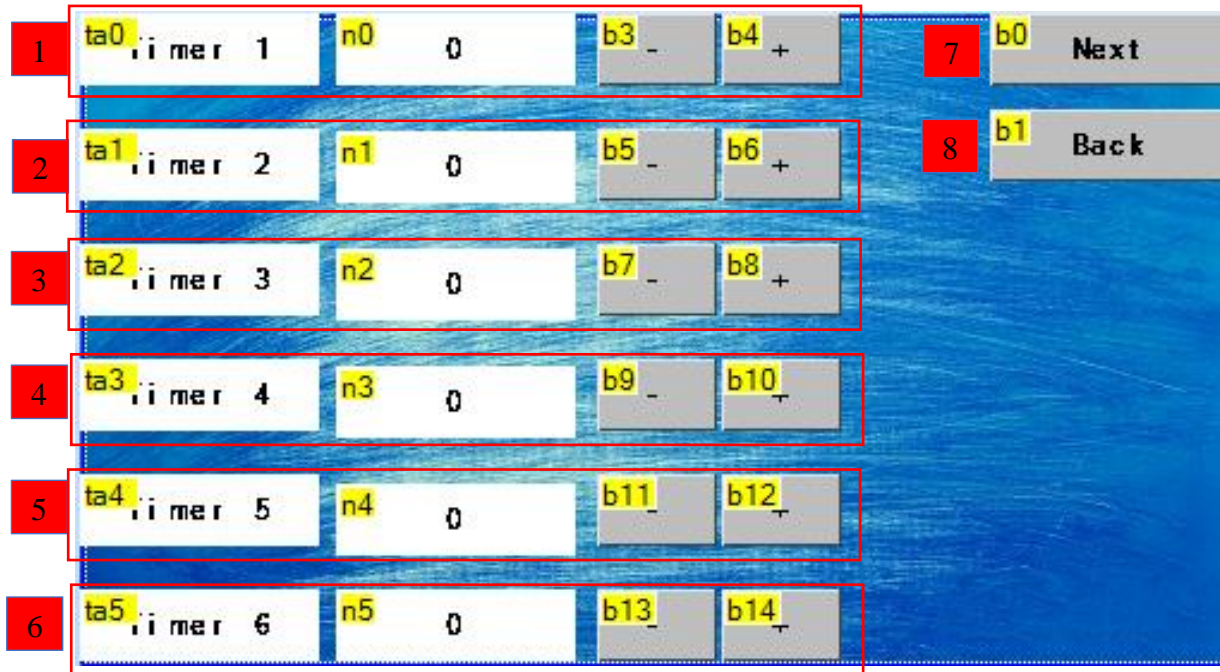 1 ta0 imer 1 n0 0 b3 - b4 + 7 b0 Next
2 ta1 imer 2 n1 0 b5 - b6 + 8 b1 Back
3 ta2 imer 3 n2 0 b7 - b8 +
4 ta3 imer 4 n3 0 b9 - b10 +
5 ta4 imer 5 n4 0 b11 - b12 +
6 ta5 imer 6 n5 0 b13 - b14 +